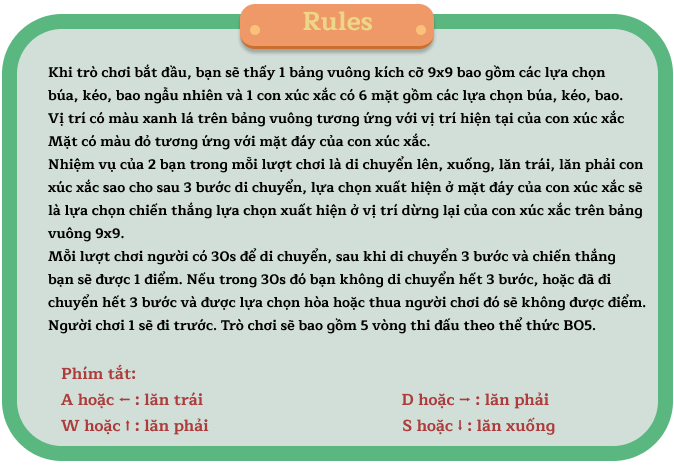 Rules
Khi trò chơi bắt đầu, bạn sẽ thấy 1 bảng vuông kích cỡ 9x9 bao gồm các lựa chọn
búa, kéo, bao ngẫu nhiên và 1 con xúc xắc có 6 mặt gồm các lựa chọn búa, kéo, bao.
Vị trí có màu xanh lá trên bảng vuông tương ứng với vị trí hiện tại của con xúc xắc
Mặt có màu đỏ tương ứng với mặt đáy của con xúc xắc.
Nhiệm vụ của 2 bạn trong mỗi lượt chơi là di chuyển lên, xuống, lăn trái, lăn phải con
xúc xắc sao cho sau 3 bước di chuyển, lựa chọn xuất hiện ở mặt đáy của con xúc xắc sẽ
là lựa chọn chiến thắng lựa chọn xuất hiện ở vị trí dừng lại của con xúc xắc trên bảng
vuông 9x9.
Mỗi lượt chơi người có 30s để di chuyển, sau khi di chuyển 3 bước và chiến thắng
bạn sẽ được 1 điểm. Nếu trong 30s đó bạn không di chuyển hết 3 bước, hoặc đã di
chuyển hết 3 bước và được lựa chọn hòa hoặc thua người chơi đó sẽ không được điểm.
Người chơi 1 sẽ đi trước. Trò chơi sẽ bao gồm 5 vòng thi đấu theo thể thức BO5.
Phím tắt:
A hoặc ← : lăn trái
D hoặc → : lăn phải
W hoặc ↑ : lăn phải
S hoặc ↓ : lăn xuống